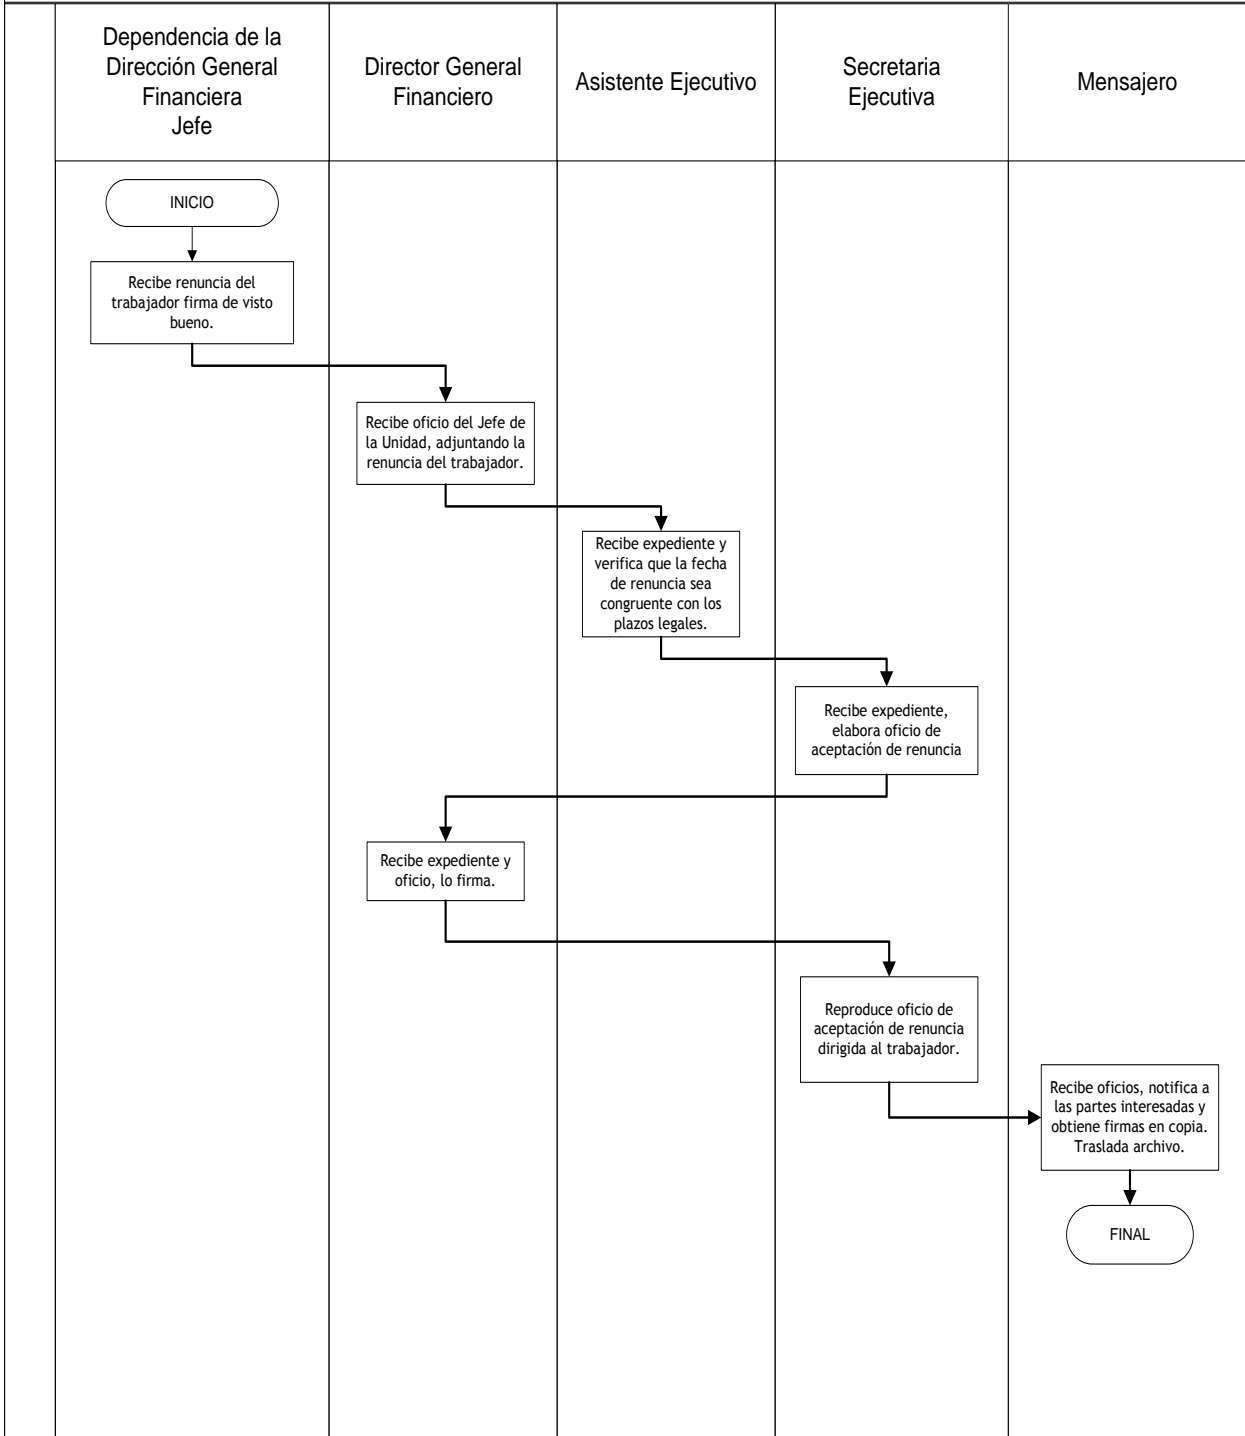 Dependencia de la
Dirección General
Financiera
Jefe
Director General
Financiero
Asistente Ejecutivo
Secretaria
Ejecutiva
Mensajero
INICIO
Recibe renuncia del
trabajador firma de visto
bueno.
Recibe oficio del Jefe de
la Unidad, adjuntando la
renuncia del trabajador.
Recibe expediente y
verifica que la fecha
de renuncia sea
congruente con los
plazos legales.
Recibe expediente,
elabora oficio de
aceptación de renuncia
Recibe expediente y
oficio, lo firma.
Reproduce oficio de
aceptación de renuncia
dirigida al trabajador.
Recibe oficios, notifica a
las partes interesadas y
obtiene firmas en copia.
Traslada archivo.
FINAL